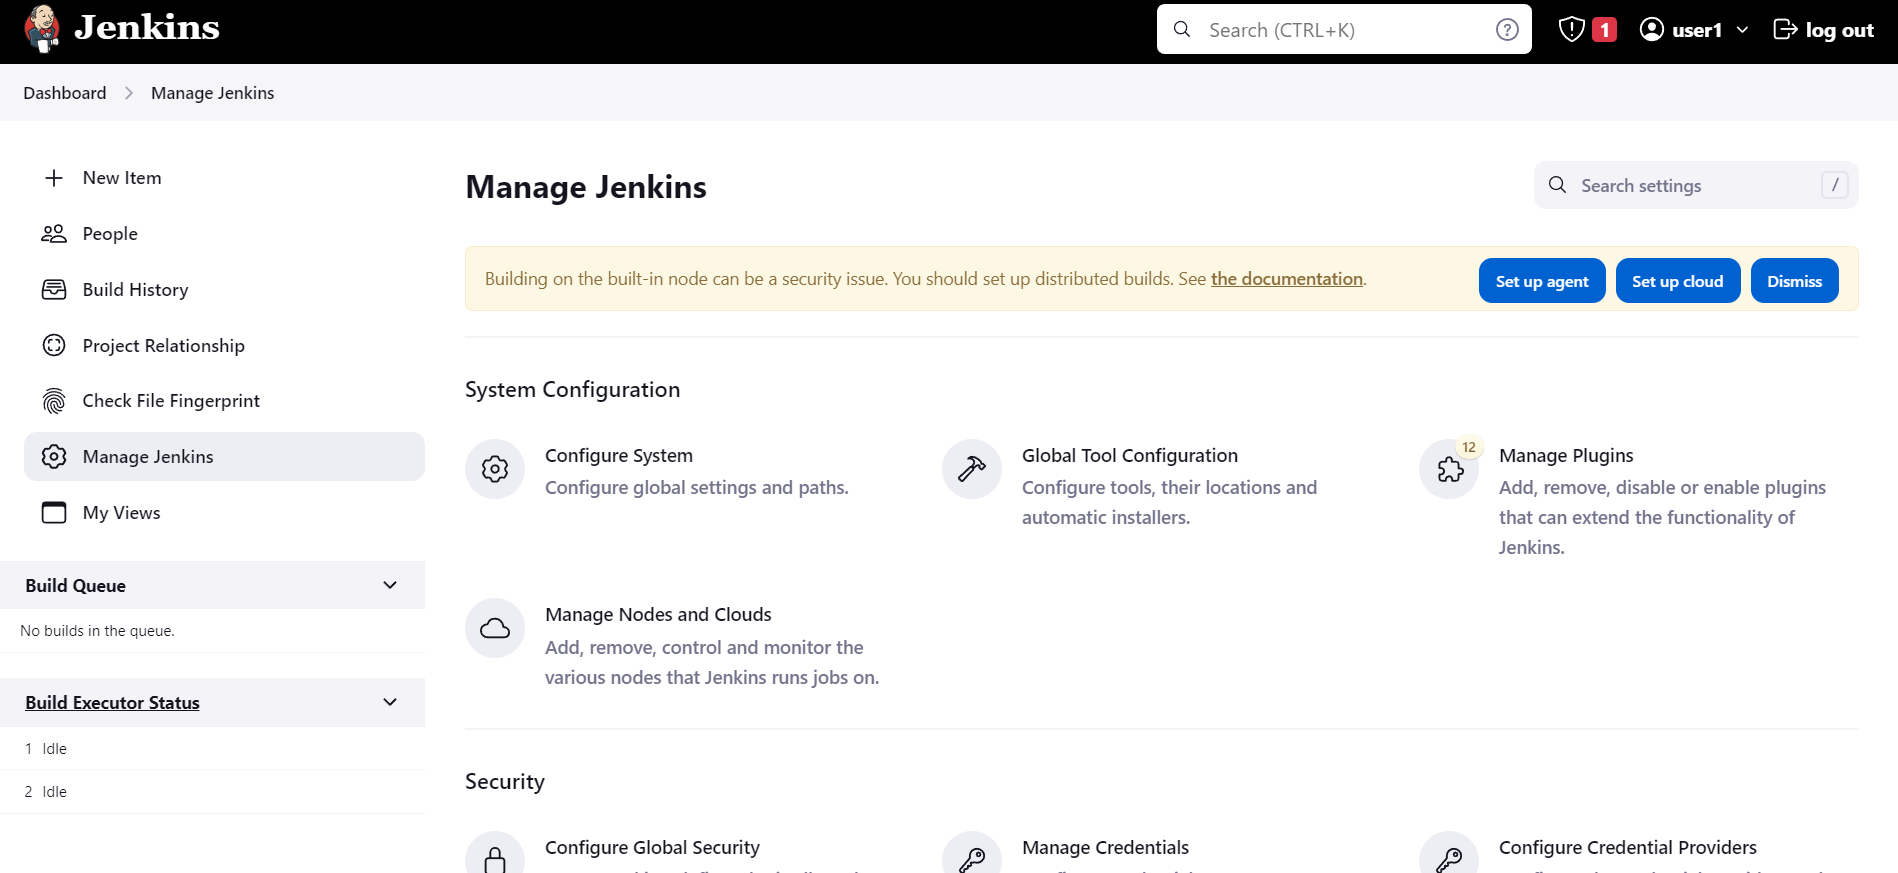 Jenkins
Search (CTRL+K)
?
1
user1
log out
Dashboard
Manage Jenkins
New Item
People
Build History
Project Relationship
Check File Fingerprint
Manage Jenkins
My Views
Build Queue
No builds in the queue.
Build Executor Status
1 Idle
2 Idle
Manage Jenkins
Search settings
/
Building on the built-in node can be a security issue. You should set up distributed builds. See the documentation.
Set up agent
Set up cloud
Dismiss
System Configuration
Configure System
Configure global settings and paths.
Global Tool Configuration
Configure tools, their locations and
automatic installers.
12
Manage Plugins
Add, remove, disable or enable plugins
that can extend the functionality of
Jenkins.
Manage Nodes and Clouds
Add, remove, control and monitor the
various nodes that Jenkins runs jobs on.
Security
Configure Global Security
Manage Credentials
Configure Credential Providers